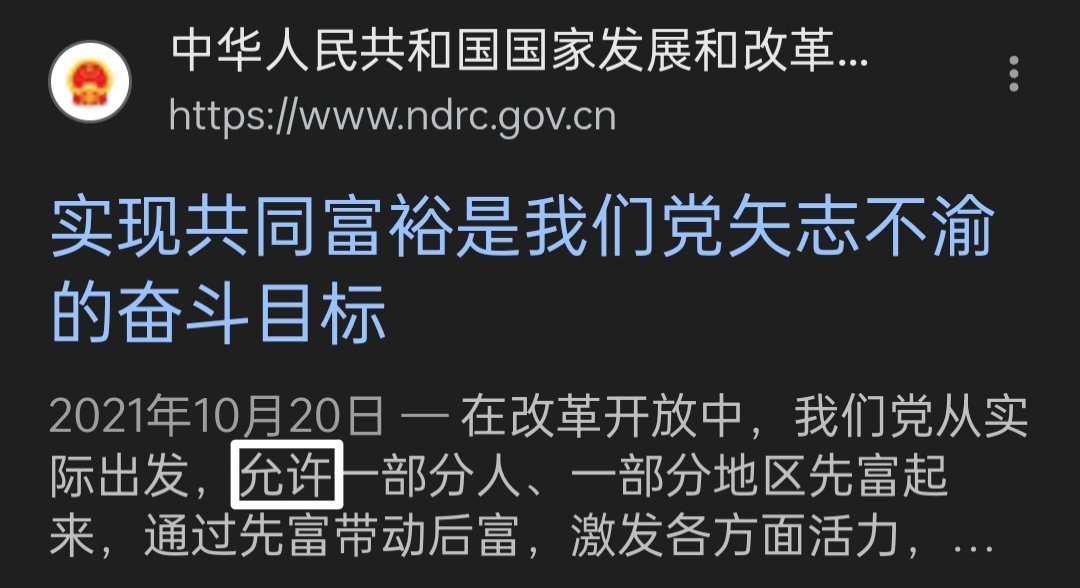 中华人民共和国国家发展和改革...
https://www.ndrc.gov.cn
实现共同富裕是我们党矢志不渝
的奋斗目标
2021年10月20日 — 在改革开放中，我们党从实
际出发，允许一部分人、一部分地区先富起
来，通过先富带动后富，激发各方面活力，...